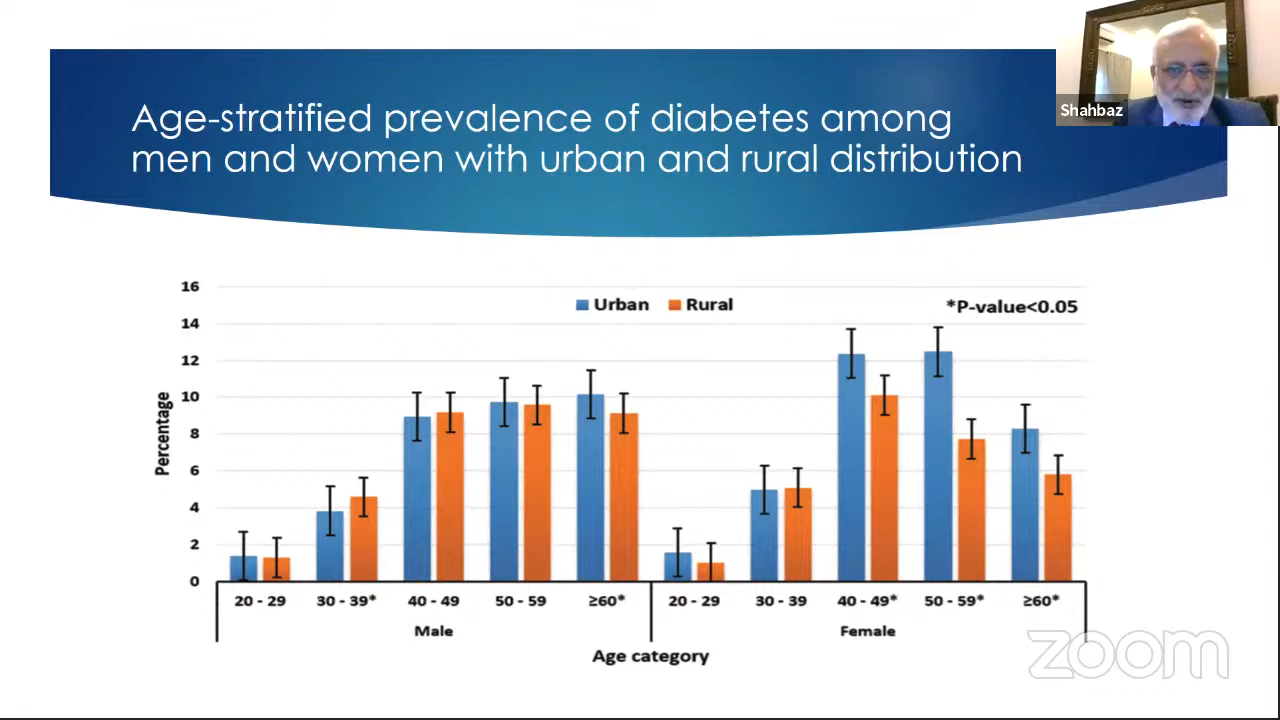 Shahbaz
Age-stratified prevalence of diabetes among
men and women with urban and rural distribution
16
14
12
10
8
6
4
2
0
Percentage
Urban
Rural
*P-value<0.05
20 - 29
30 - 39*
40 - 49
50 - 59
≥60*
20 - 29
30 - 39
40 - 49*
50 - 59*
≥60*
Male
Female
Age category
zoom